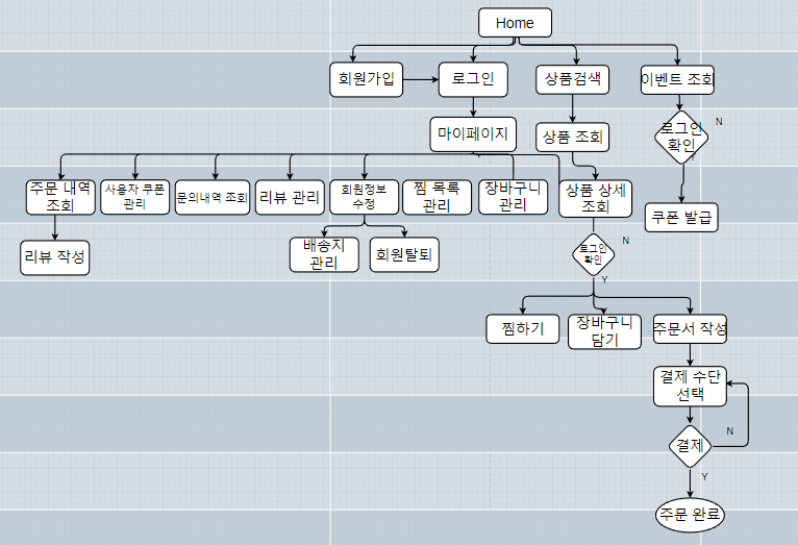 Home
회원가입
로그인
상품검색
이벤트 조회
마이페이지
상품 조회
로그인
확인
N
Y
주문 내역
조회
사용자 쿠폰
관리
문의내역 조회
리뷰 관리
회원정보
수정
찜 목록
관리
장바구니
관리
상품 상세
조회
쿠폰 발급
리뷰 작성
배송지
관리
회원탈퇴
로그인
확인
N
Y
찜하기
장바구니
담기
주문서 작성
결제 수단
선택
결제
N
Y
주문 완료